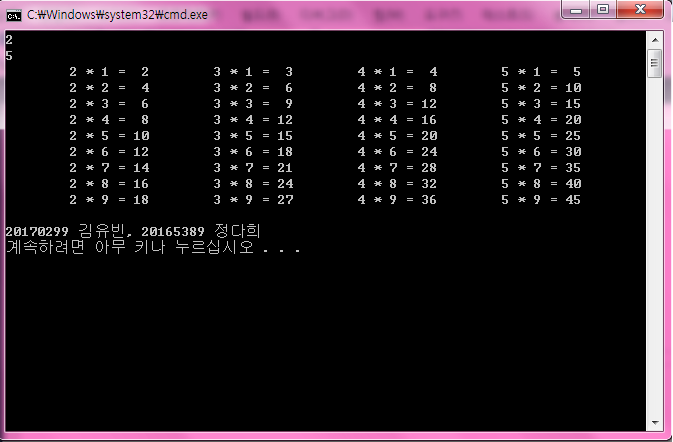 C:\Windows\system32\cmd.exe
2
5
2 * 1 =  2 3 * 1 =  3 4 * 1 =  4 5 * 1 =  5
2 * 2 =  4 3 * 2 =  6 4 * 2 =  8 5 * 2 = 10
2 * 3 =  6 3 * 3 =  9 4 * 3 = 12 5 * 3 = 15
2 * 4 =  8 3 * 4 = 12 4 * 4 = 16 5 * 4 = 20
2 * 5 = 10 3 * 5 = 15 4 * 5 = 20 5 * 5 = 25
2 * 6 = 12 3 * 6 = 18 4 * 6 = 24 5 * 6 = 30
2 * 7 = 14 3 * 7 = 21 4 * 7 = 28 5 * 7 = 35
2 * 8 = 16 3 * 8 = 24 4 * 8 = 32 5 * 8 = 40
2 * 9 = 18 3 * 9 = 27 4 * 9 = 36 5 * 9 = 45
20170299 김유빈, 20165389 정다희
계속하려면 아무 키나 누르십시오 . . .